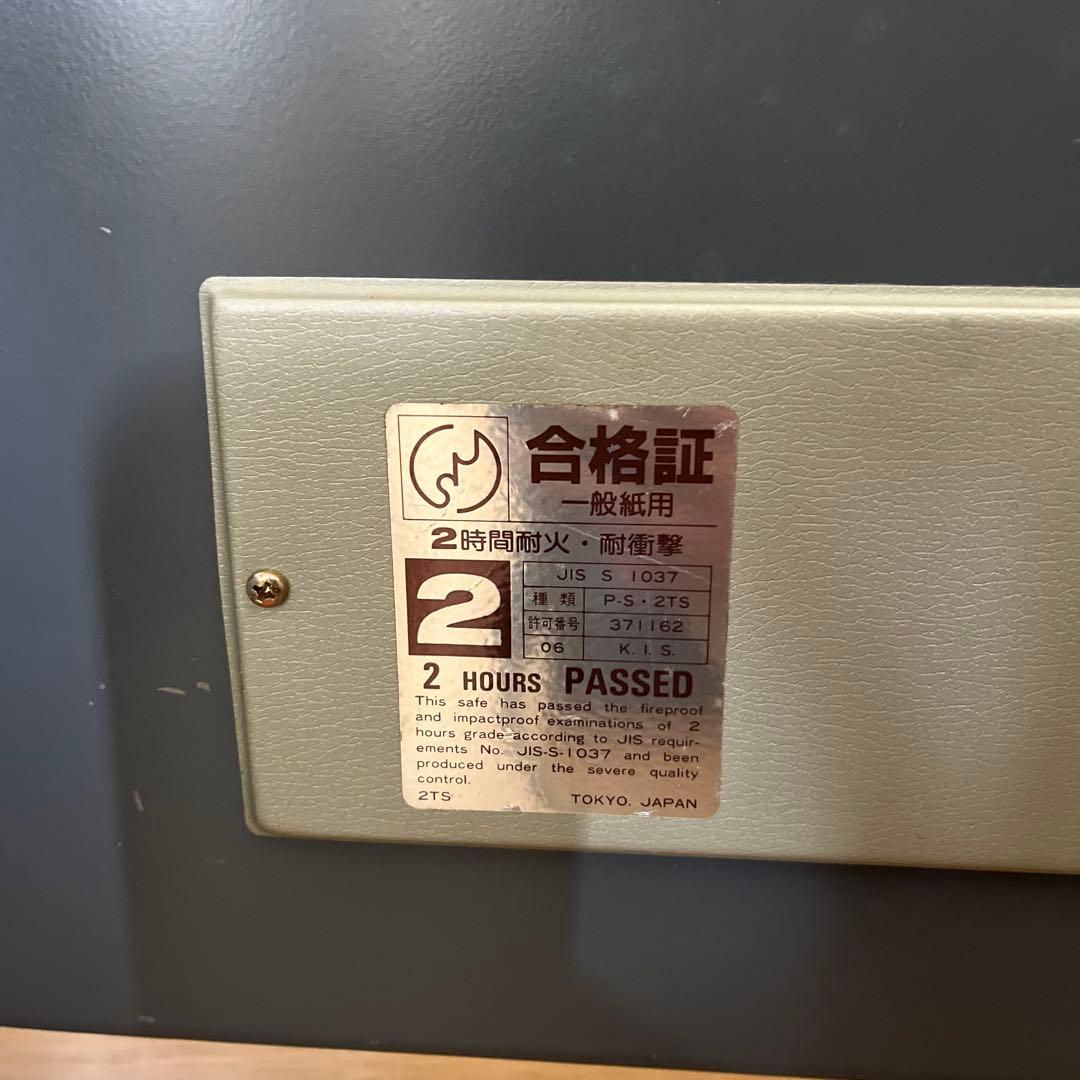 合格証
一般紙用
2時間耐火・耐衝撃
2
JIS S 1037
種類 P-S・2TS
許可番号 371162
06 K.I.S.
2 HOURS PASSED
This safe has passed the fireproof
and impactproof examinations of 2
hours grade according to JIS requir-
ements No. JIS-S-1037 and been
produced under the severe quality
control.
2TS TOKYO. JAPAN